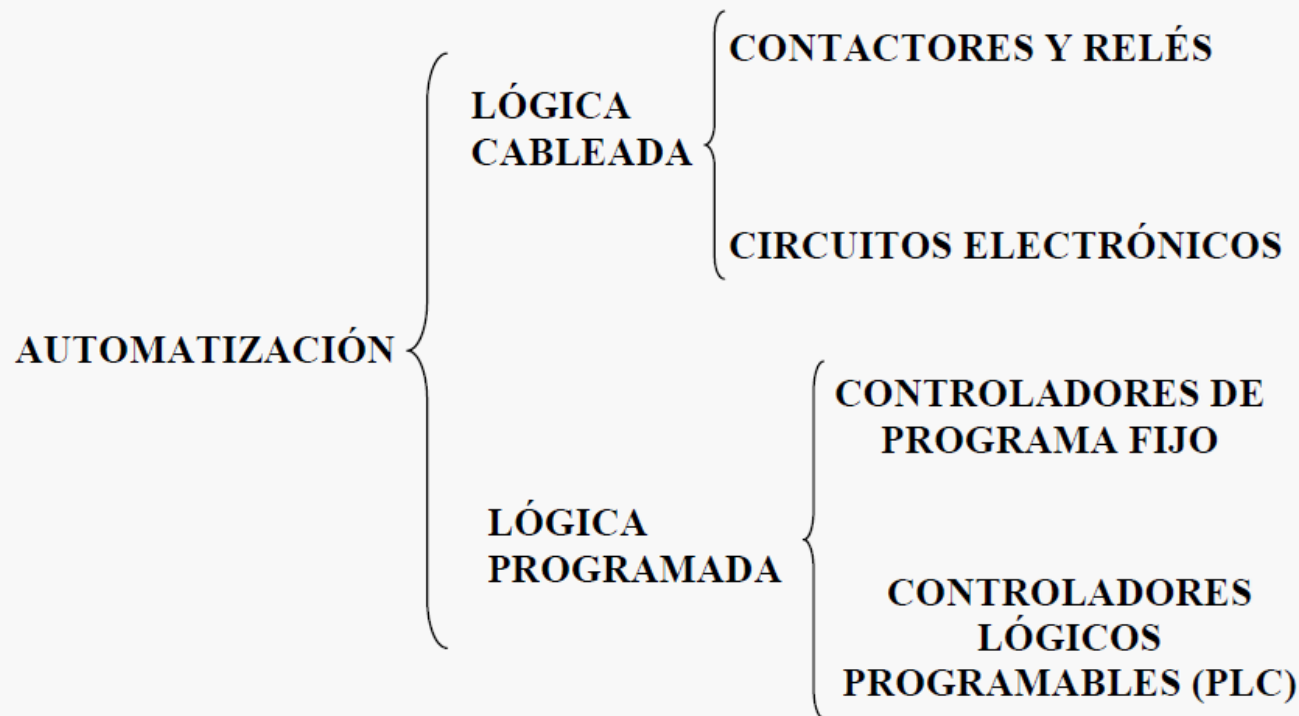 AUTOMATIZACIÓN
LÓGICA
CABLEADA
CONTACTORES Y RELÉS
CIRCUITOS ELECTRÓNICOS
LÓGICA
PROGRAMADA
CONTROLADORES DE
PROGRAMA FIJO
CONTROLADORES
LÓGICOS
PROGRAMABLES (PLC)